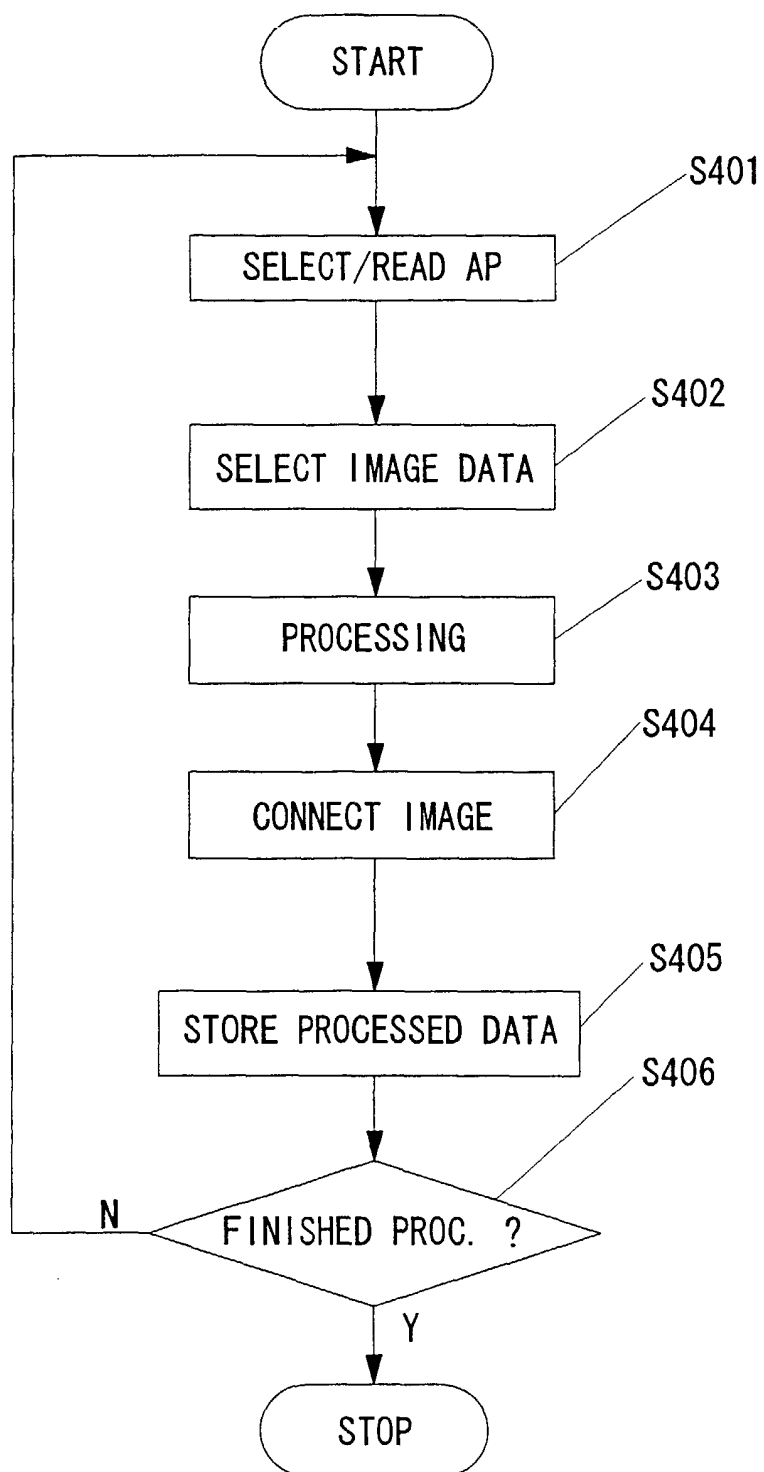 START
S401
SELECT/READ AP
S402
SELECT IMAGE DATA
S403
PROCESSING
S404
CONNECT IMAGE
S405
STORE PROCESSED DATA
S406
N
FINISHED PROC. ?
Y
STOP